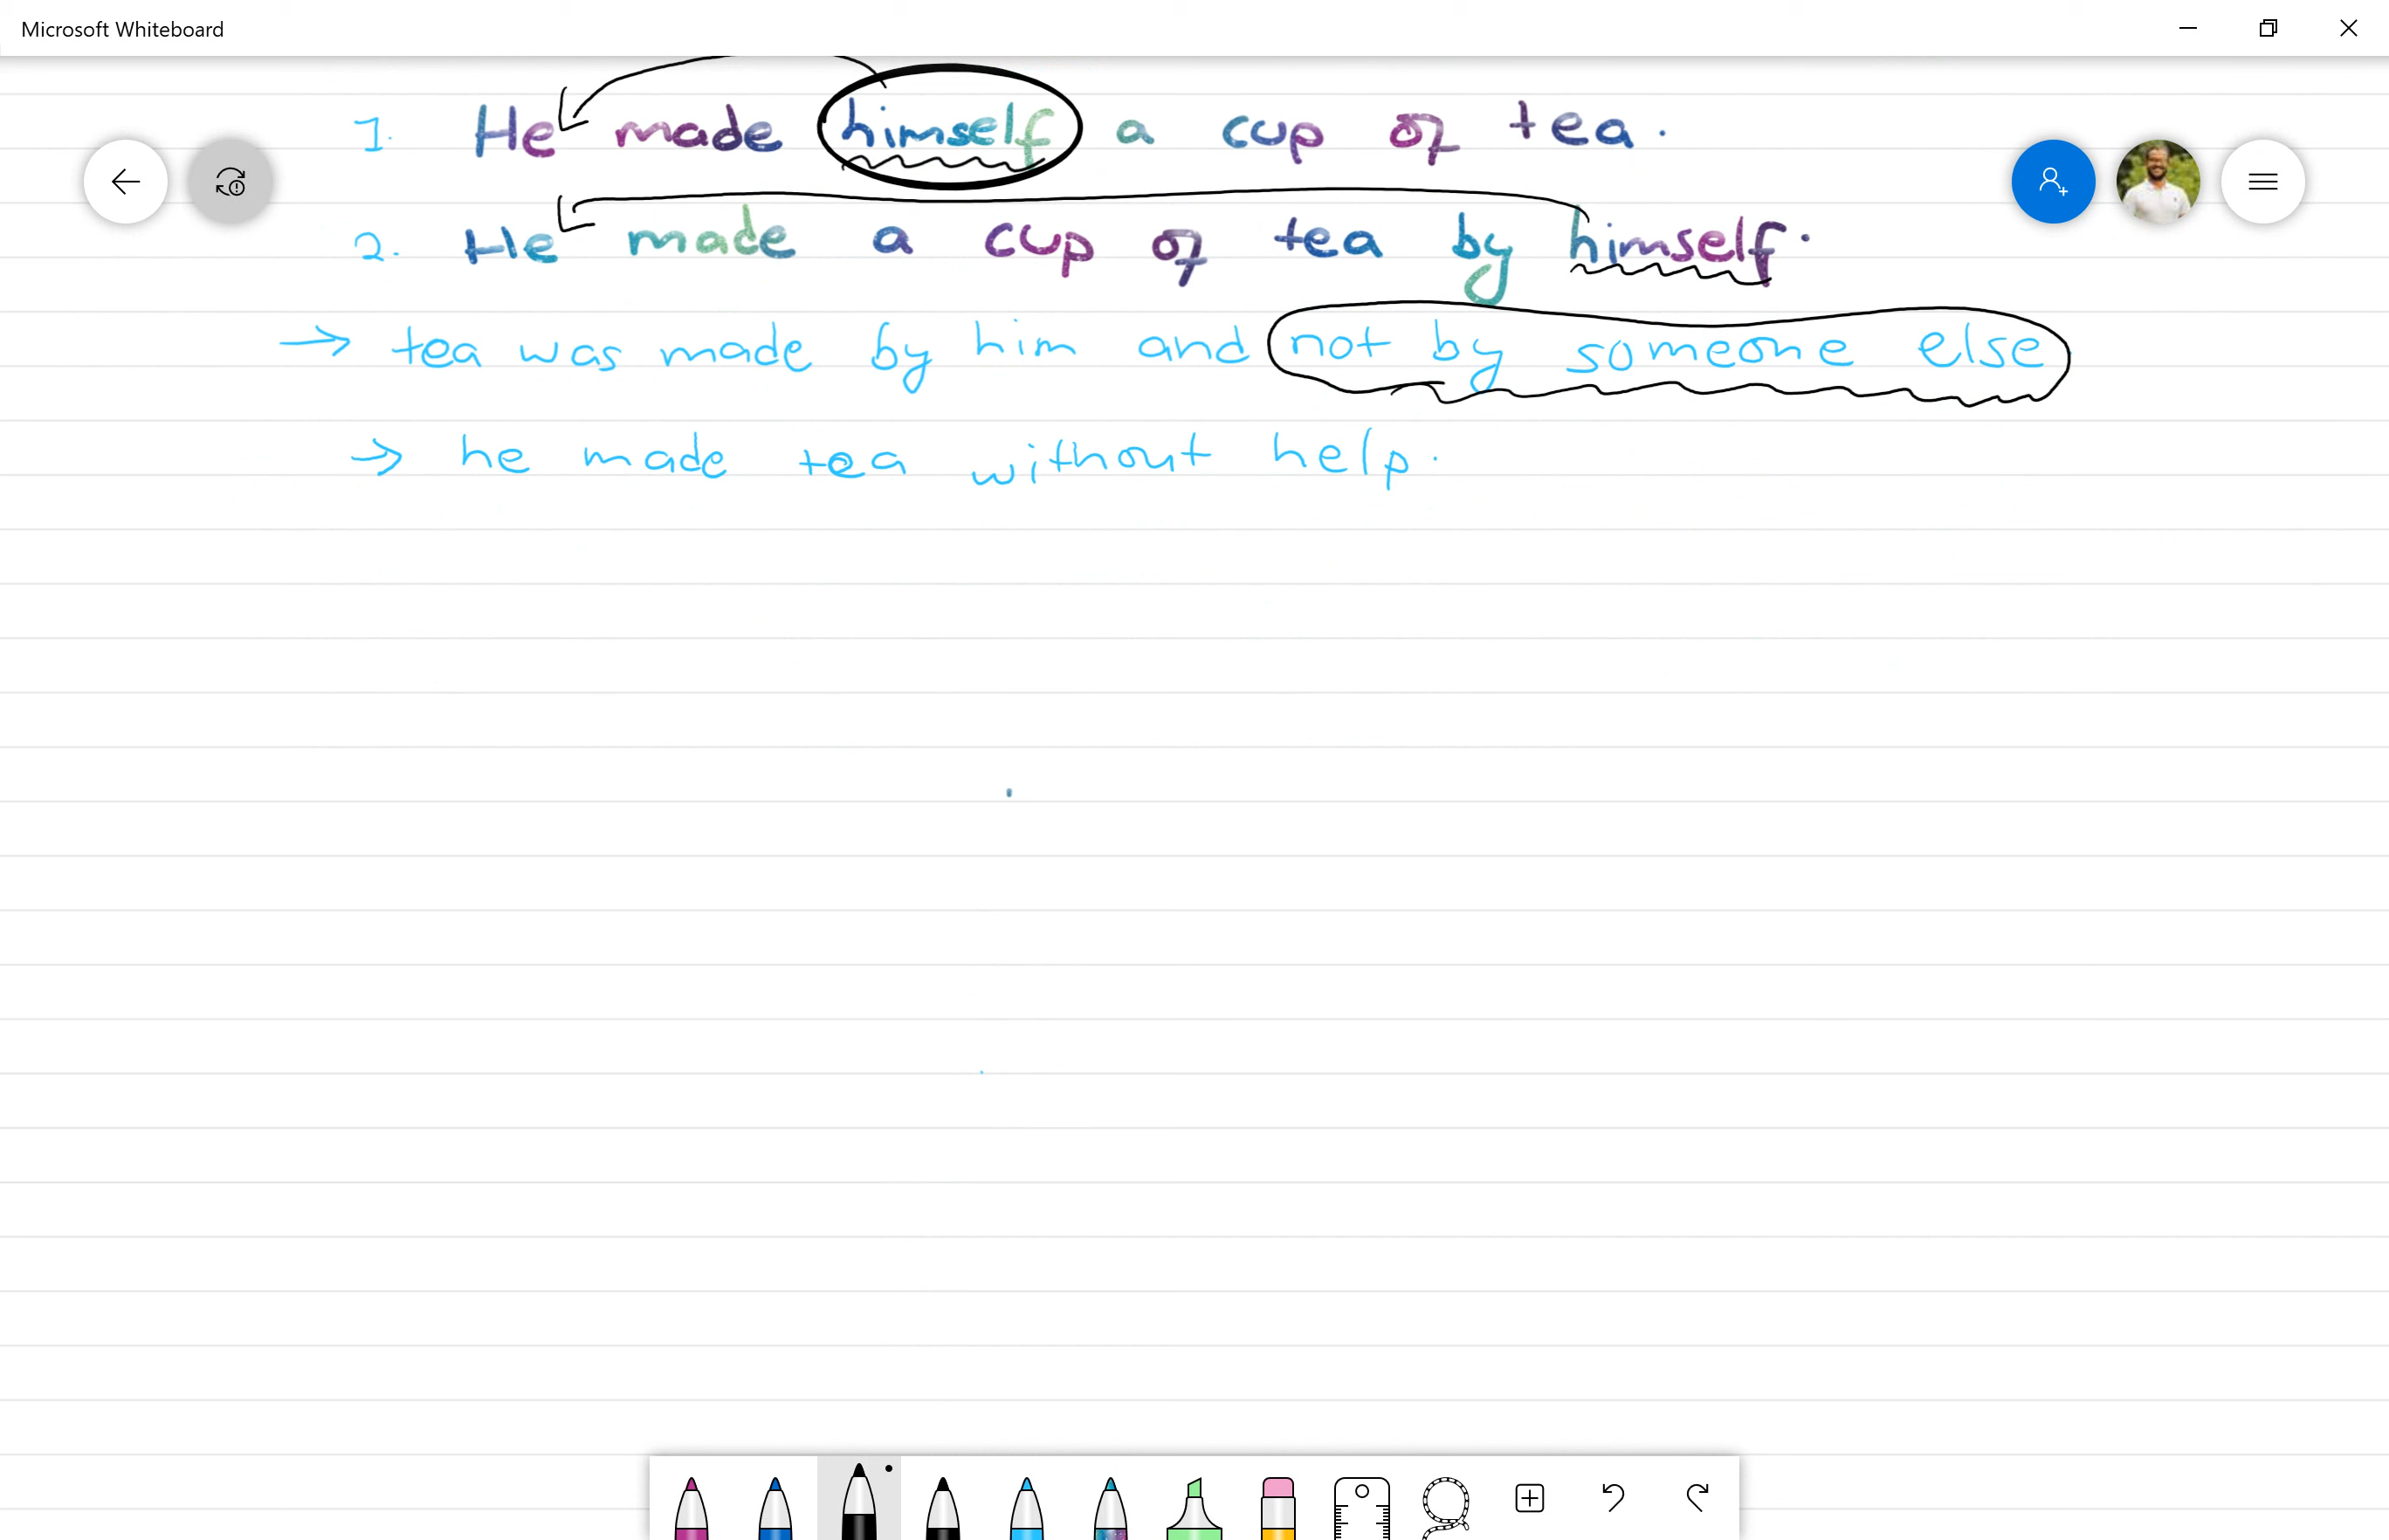 Microsoft Whiteboard
1. He made himself a cup of tea.
2. He made a cup of tea by himself.
→ tea was made by him and not by someone else
→ he made tea without help.